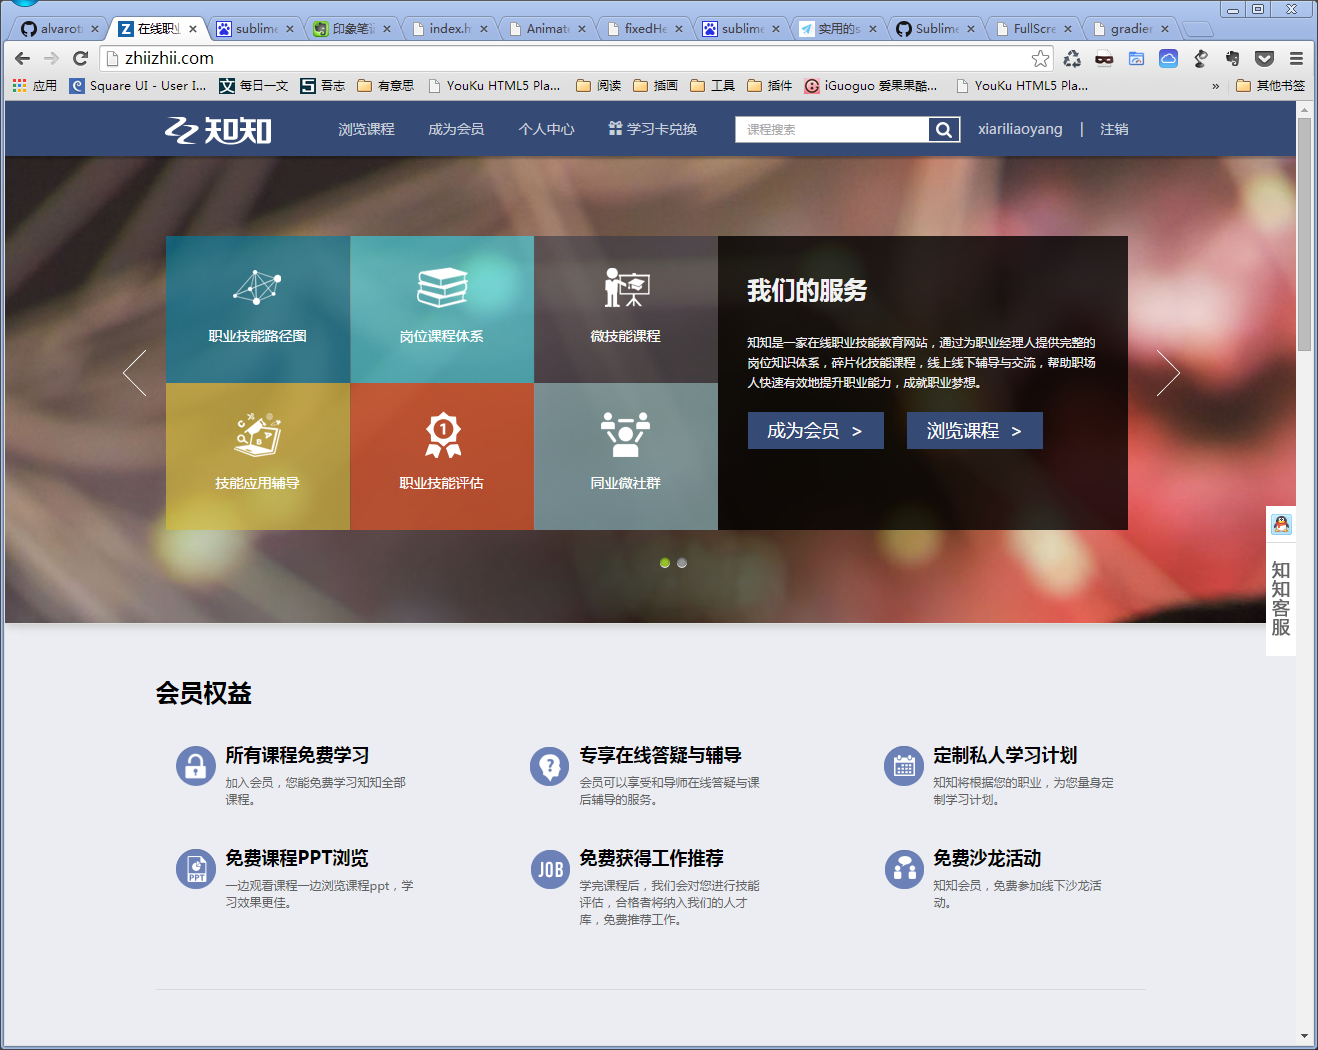 alvarot
在线职业
sublime
印象笔记
index.h
Animate
fixedHe
sublime
实用的s
Sublime
FullScre
gradien
zhiizhii.com
应用
Square UI - User I...
每日一文
吾志
有意思
YouKu HTML5 Pla...
阅读
插画
工具
插件
iGuoguo 爱果果酷...
YouKu HTML5 Pla...
»
其他书签
知知
浏览课程
成为会员
个人中心
学习卡兑换
课程搜索
xiariliaoyang | 注销
职业技能路径图
岗位课程体系
微技能课程
技能应用辅导
职业技能评估
同业微社群
我们的服务
知知是一家在线职业技能教育网站，通过为职业经理人提供完整的
岗位知识体系，碎片化技能课程，线上线下辅导与交流，帮助职场
人快速有效地提升职业能力，成就职业梦想。
成为会员 >
浏览课程 >
知知客服
会员权益
所有课程免费学习
加入会员，您能免费学习知知全部
课程。
专享在线答疑与辅导
会员可以享受和导师在线答疑与课
后辅导的服务。
定制私人学习计划
知知将根据您的职业，为您量身定
制学习计划。
PPT
免费课程PPT浏览
一边观看课程一边浏览课程ppt，学
习效果更佳。
JOB
免费获得工作推荐
学完课程后，我们会对您进行技能
评估，合格者将纳入我们的人才
库，免费推荐工作。
免费沙龙活动
知知会员，免费参加线下沙龙活
动。